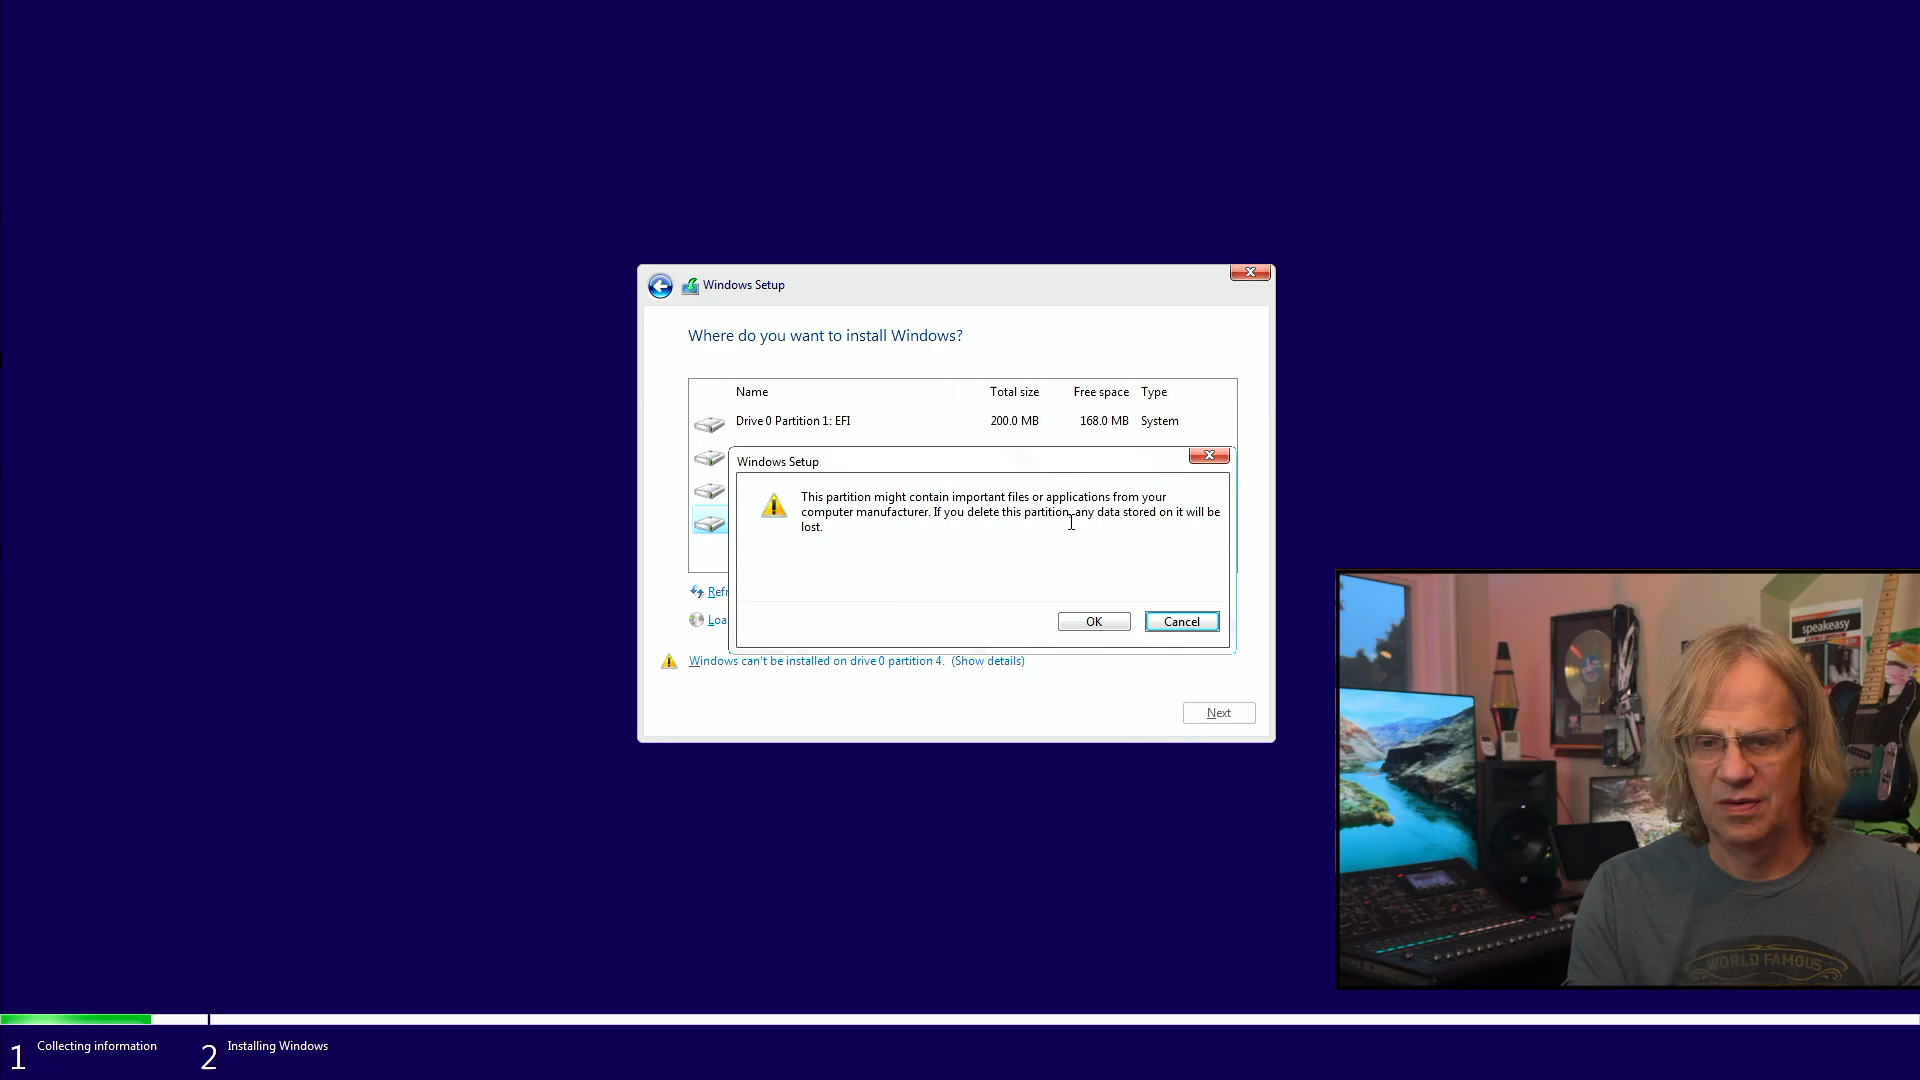 Windows Setup
Where do you want to install Windows?
Name Total size Free space Type
Drive 0 Partition 1: EFI 200.0 MB 168.0 MB System
Windows Setup
This partition might contain important files or applications from your
computer manufacturer. If you delete this partition, any data stored on it will be
lost.
Refr
OK Cancel
Loa
Windows can't be installed on drive 0 partition 4. (Show details)
Next
speakeasy
WORLD FAMOUS
1 Collecting information 2 Installing Windows